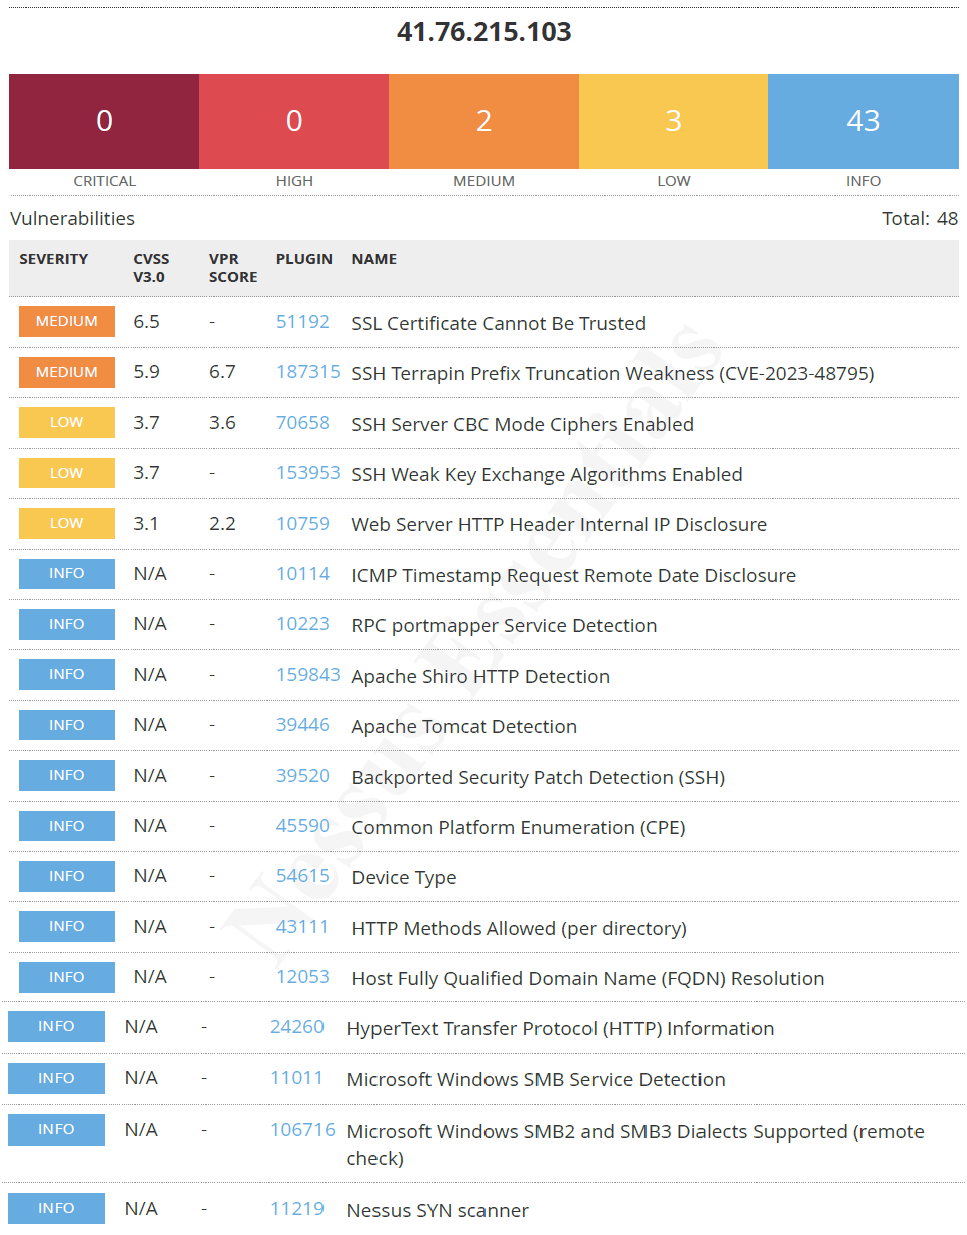 41.76.215.103
0 0 2 3 43
CRITICAL HIGH MEDIUM LOW INFO
Vulnerabilities Total: 48
SEVERITY CVSS V3.0 VPR SCORE PLUGIN NAME
MEDIUM 6.5 - 51192 SSL Certificate Cannot Be Trusted
MEDIUM 5.9 6.7 187315 SSH Terrapin Prefix Truncation Weakness (CVE-2023-48795)
LOW 3.7 3.6 70658 SSH Server CBC Mode Ciphers Enabled
LOW 3.7 - 153953 SSH Weak Key Exchange Algorithms Enabled
LOW 3.1 2.2 10759 Web Server HTTP Header Internal IP Disclosure
INFO N/A - 10114 ICMP Timestamp Request Remote Date Disclosure
INFO N/A - 10223 RPC portmapper Service Detection
INFO N/A - 159843 Apache Shiro HTTP Detection
INFO N/A - 39446 Apache Tomcat Detection
INFO N/A - 39520 Backported Security Patch Detection (SSH)
INFO N/A - 45590 Common Platform Enumeration (CPE)
INFO N/A - 54615 Device Type
INFO N/A - 43111 HTTP Methods Allowed (per directory)
INFO N/A - 12053 Host Fully Qualified Domain Name (FQDN) Resolution
INFO N/A - 24260 HyperText Transfer Protocol (HTTP) Information
INFO N/A - 11011 Microsoft Windows SMB Service Detection
INFO N/A - 106716 Microsoft Windows SMB2 and SMB3 Dialects Supported (remote
check)
INFO N/A - 11219 Nessus SYN scanner
Nessus Essentials